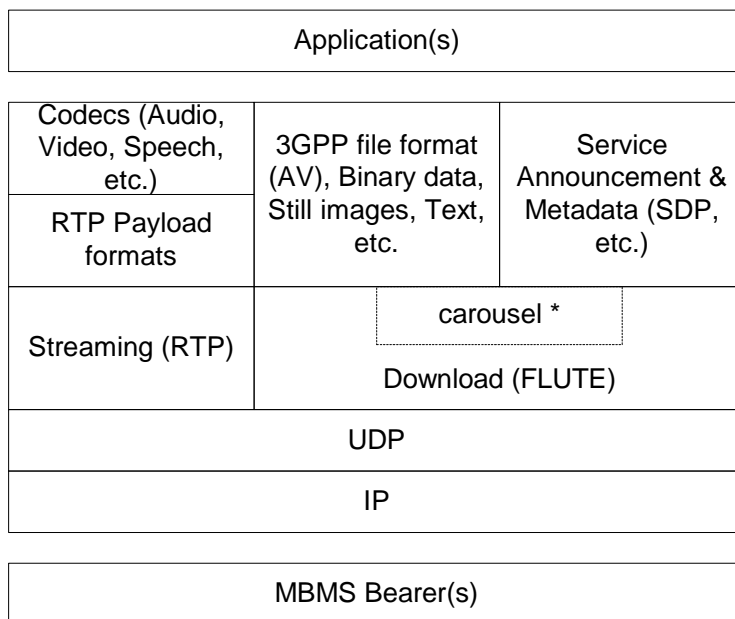 Application(s)
Codecs (Audio,
Video, Speech,
etc.)
RTP Payload
formats
3GPP file format
(AV), Binary data,
Still images, Text,
etc.
Service
Announcement &
Metadata (SDP,
etc.)
Streaming (RTP)
carousel *
Download (FLUTE)
UDP
IP
MBMS Bearer(s)